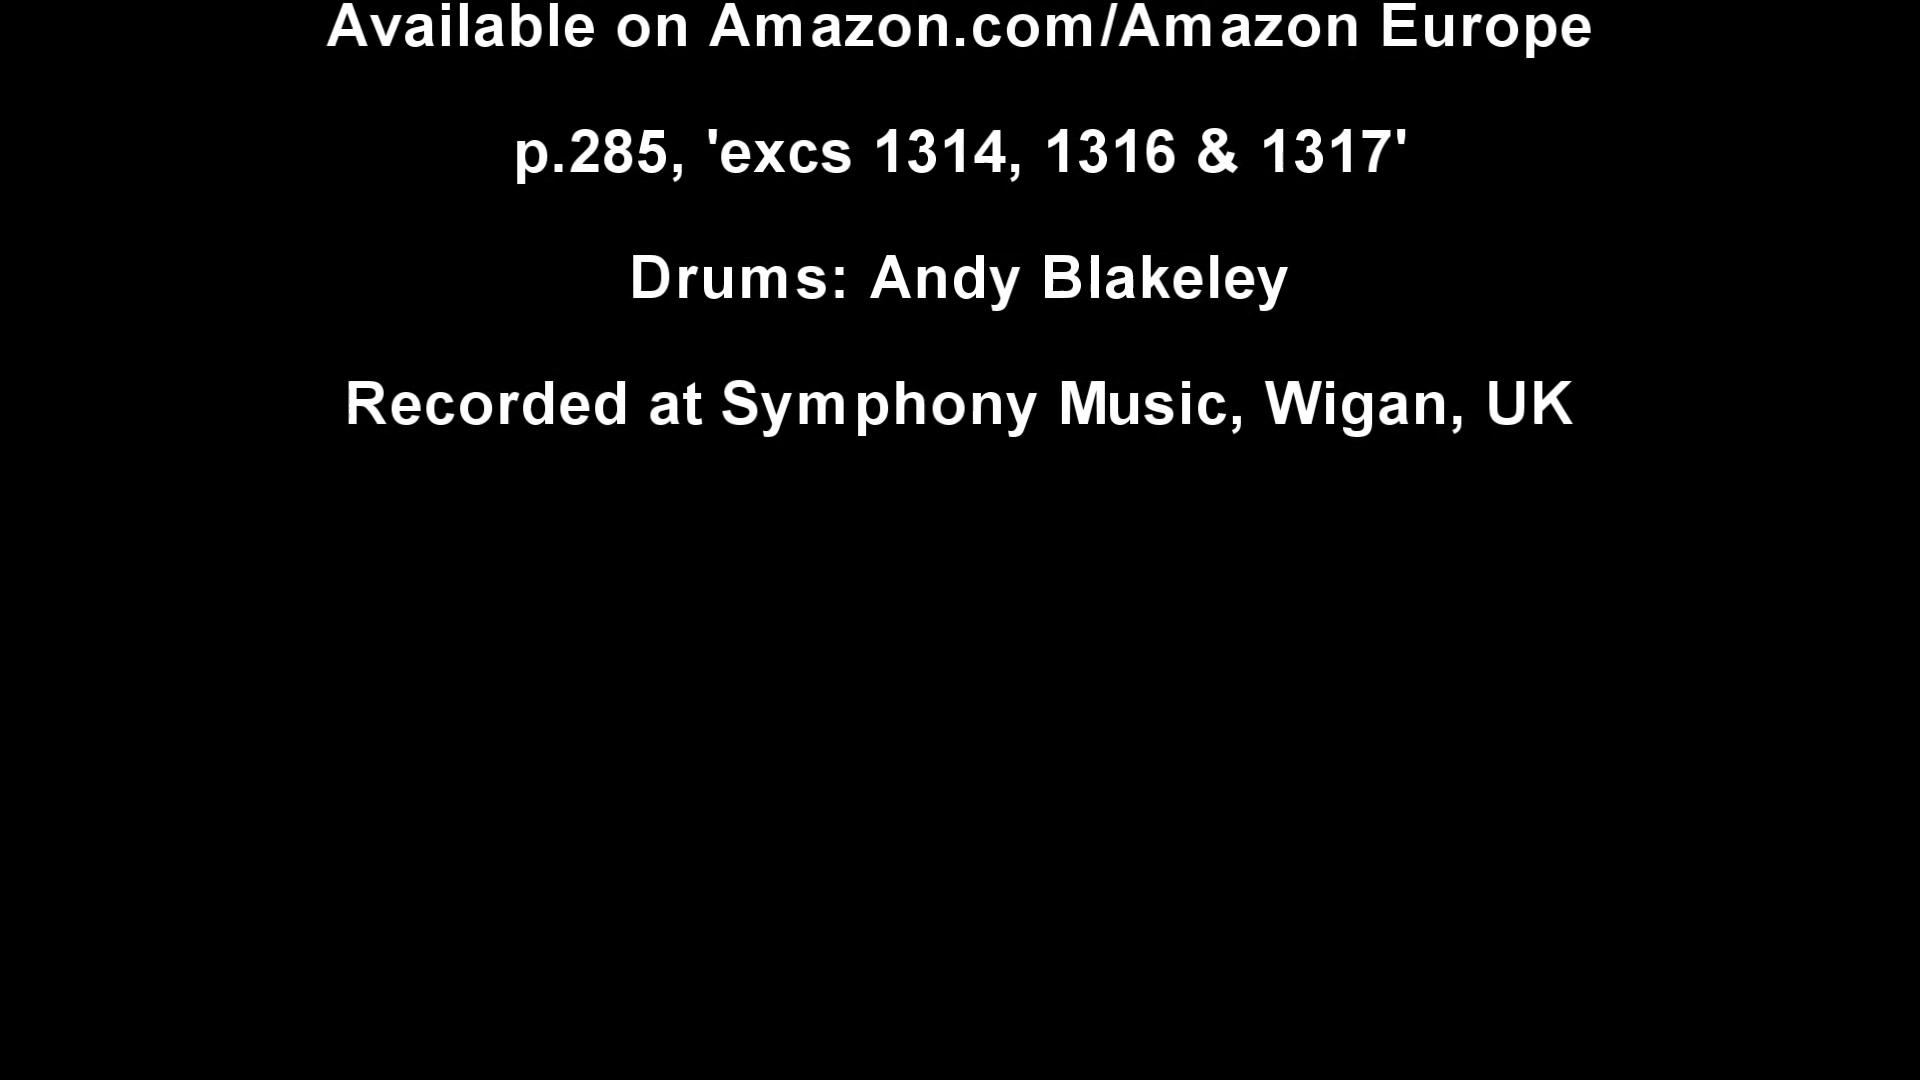 Available on Amazon.com/Amazon Europe
p.285, 'excs 1314, 1316 & 1317'
Drums: Andy Blakeley
Recorded at Symphony Music, Wigan, UK